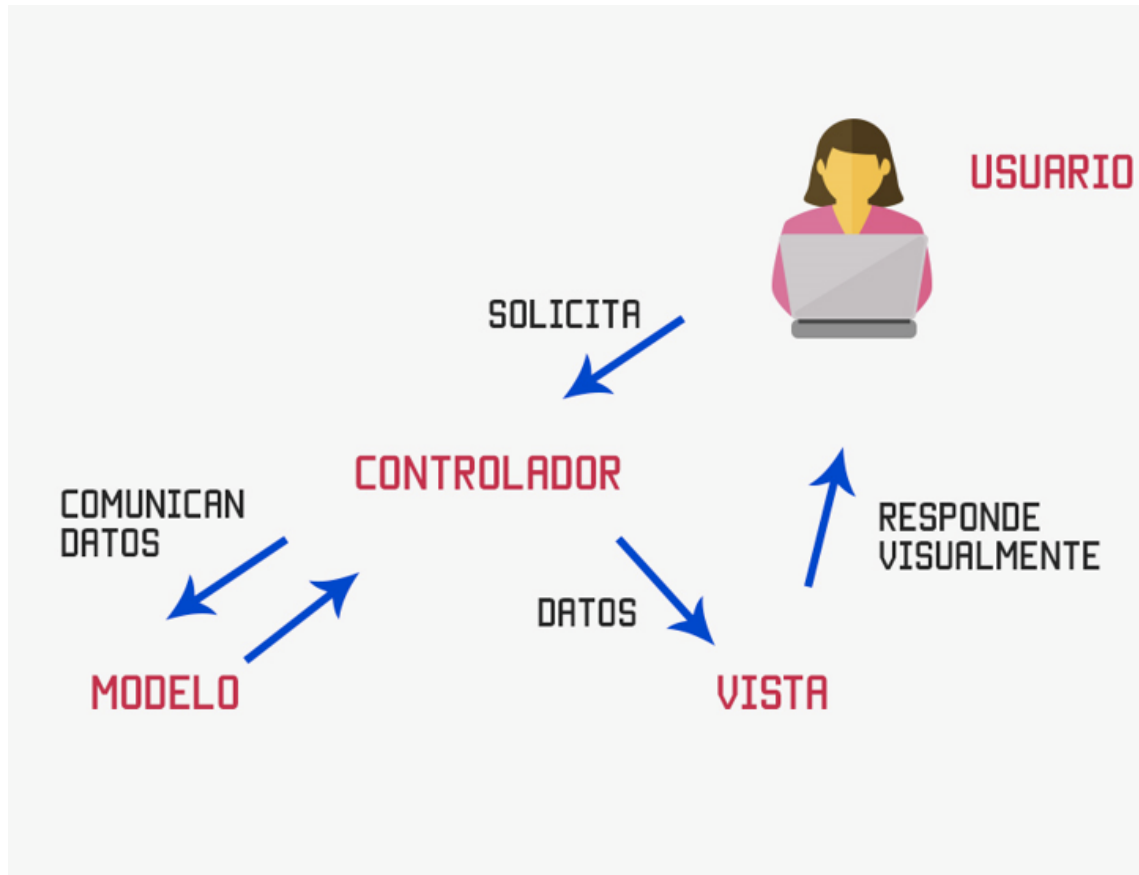 USUARIO
SOLICITA
CONTROLADOR
COMUNICAN
DATOS
RESPONDE
VISUALMENTE
DATOS
MODELO
VISTA